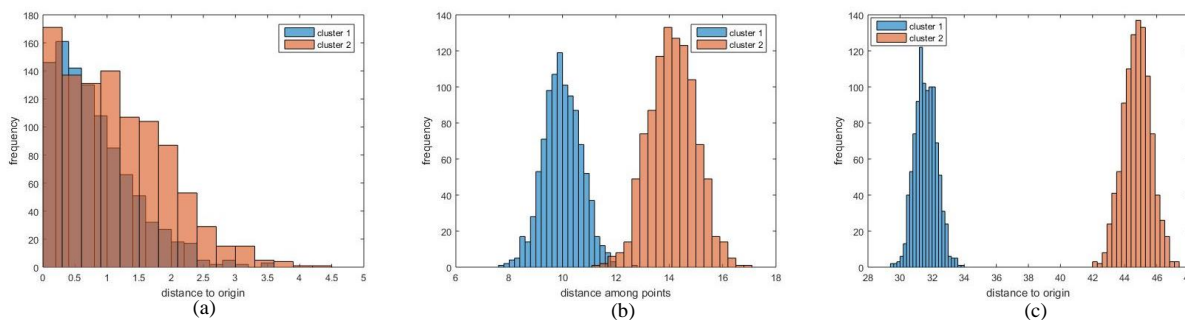 180
160
140
120
100
80
60
40
20
0
frequency
0 0.5 1 1.5 2 2.5 3 3.5 4 4.5 5
distance to origin
cluster 1
cluster 2
(a)
140
120
100
80
60
40
20
0
frequency
6 8 10 12 14 16 18
distance among points
cluster 1
cluster 2
(b)
140
120
100
80
60
40
20
0
frequency
28 30 32 34 36 38 40 42 44 46
distance to origin
cluster 1
cluster 2
(c)